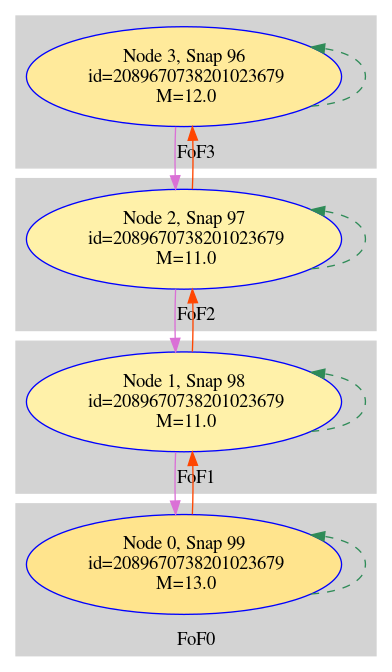 Node 3, Snap 96
id=2089670738201023679
M=12.0
FoF3
Node 2, Snap 97
id=2089670738201023679
M=11.0
FoF2
Node 1, Snap 98
id=2089670738201023679
M=11.0
FoF1
Node 0, Snap 99
id=2089670738201023679
M=13.0
FoF0